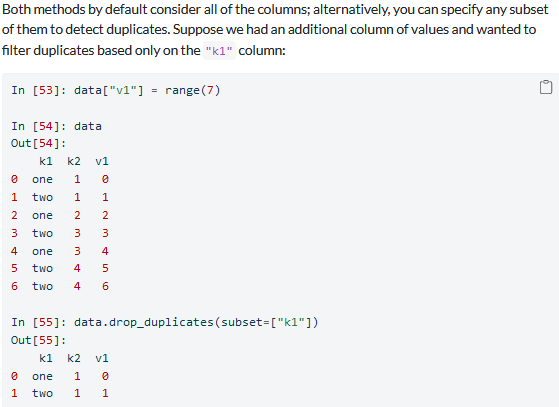 Both methods by default consider all of the columns; alternatively, you can specify any subset
of them to detect duplicates. Suppose we had an additional column of values and wanted to
filter duplicates based only on the "k1" column:
In [53]: data["v1"] = range(7)
In [54]: data
Out[54]:
    k1  k2  v1
0  one   1   0
1  two   1   1
2  one   2   2
3  two   3   3
4  one   3   4
5  two   4   5
6  two   4   6
In [55]: data.drop_duplicates(subset=["k1"])
Out[55]:
    k1  k2  v1
0  one   1   0
1  two   1   1